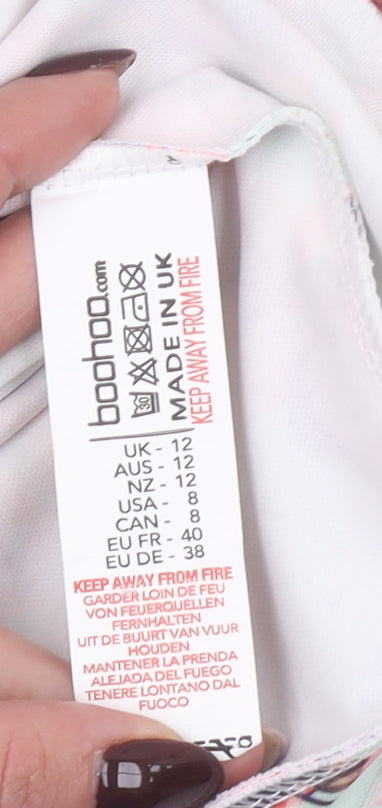 boohoo.com
30
MADE IN UK
KEEP AWAY FROM FIRE
UK - 12
AUS - 12
NZ - 12
USA - 8
CAN - 8
EU FR - 40
EU DE - 38
KEEP AWAY FROM FIRE
GARDER LOIN DE FEU
VON FEUERQUELLEN
FERNHALTEN
UIT DE BUURT VAN VUUR
HOUDEN
MANTENER LA PRENDA
ALEJADA DEL FUEGO
TENERE LONTANO DAL
FUOCO